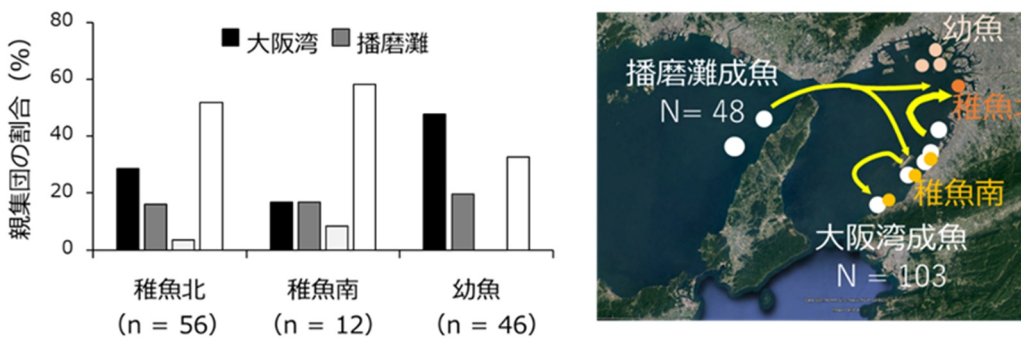 親集団の割合（%）
80
60
40
20
0
大阪湾
播磨灘
稚魚北
（n = 56）
稚魚南
（n = 12）
幼魚
（n = 46）
幼魚
播磨灘成魚
N= 48
稚魚
稚魚南
大阪湾成魚
N = 103